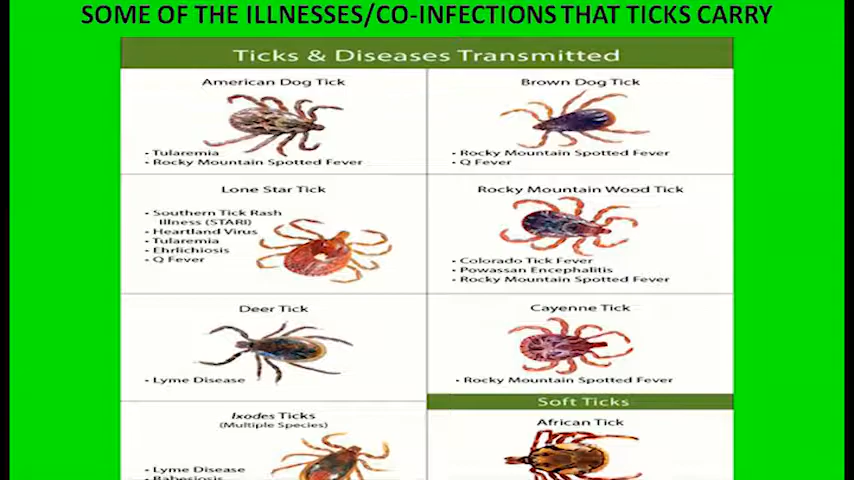 SOME OF THE ILLNESSES/CO-INFECTIONS THAT TICKS CARRY
Ticks & Diseases Transmitted
American Dog Tick
• Tularemia
• Rocky Mountain Spotted Fever
Brown Dog Tick
• Rocky Mountain Spotted Fever
• Q Fever
Lone Star Tick
• Southern Tick Rash
Illness (STARI)
• Heartland Virus
• Tularemia
• Ehrlichiosis
• Q Fever
Rocky Mountain Wood Tick
• Colorado Tick Fever
• Powassan Encephalitis
• Rocky Mountain Spotted Fever
Deer Tick
• Lyme Disease
Cayenne Tick
• Rocky Mountain Spotted Fever
Ixodes Ticks
(Multiple Species)
• Lyme Disease
• Babesiosis
Soft Ticks
African Tick